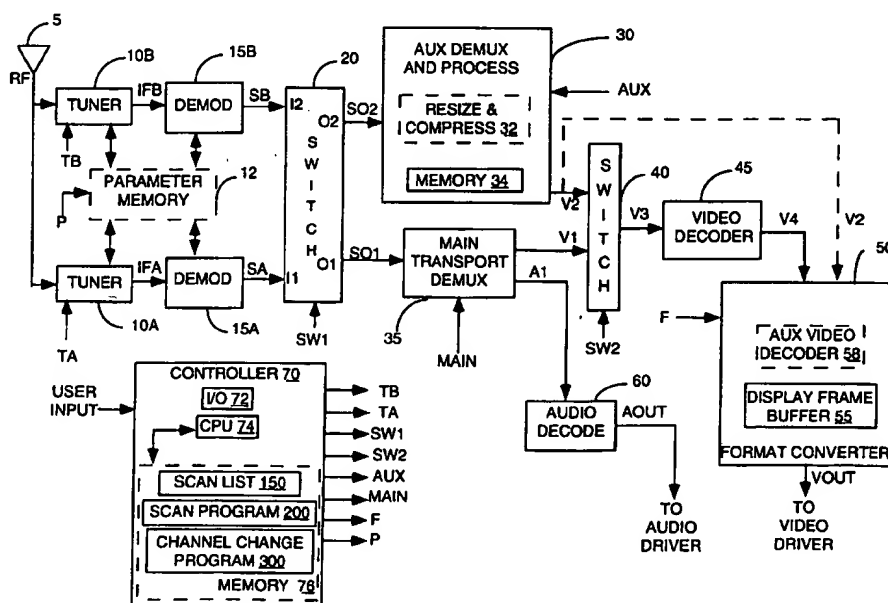 5
RF
10B
TUNER
IFB
15B
DEMOD
SB
TB
P
PARAMETER
MEMORY
12
TUNER
IFA
DEMOD
SA
10A
15A
TA
20
I2
O2
SWITCH
O1
I1
SW1
SO2
SO1
30
AUX DEMUX
AND PROCESS
RESIZE &
COMPRESS 32
MEMORY 34
AUX
V2
MAIN
TRANSPORT
DEMUX
35
MAIN
V1
A1
SWITCH
40
SW2
V3
45
VIDEO
DECODER
V4
V2
50
F
AUX VIDEO
DECODER 58
DISPLAY FRAME
BUFFER 55
FORMAT CONVERTER
VOUT
TO
VIDEO
DRIVER
60
AUDIO
DECODE
AOUT
TO
AUDIO
DRIVER
USER
INPUT
CONTROLLER 70
I/O 72
CPU 74
SCAN LIST 150
SCAN PROGRAM 200
CHANNEL CHANGE
PROGRAM 300
MEMORY 76
TB
TA
SW1
SW2
AUX
MAIN
F
P